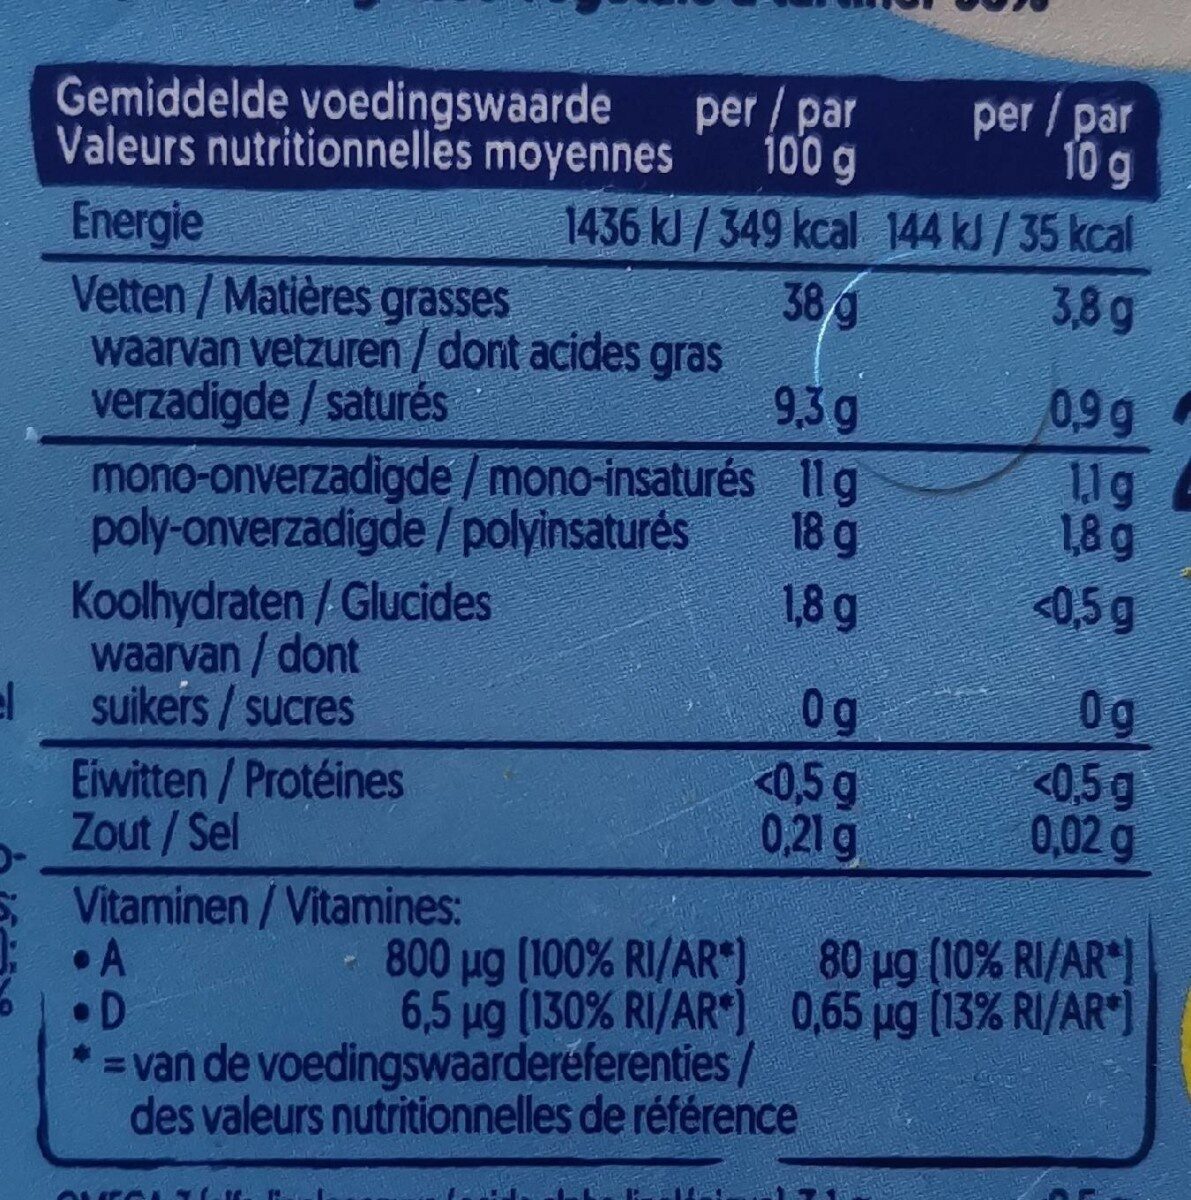 Gemiddelde voedingswaarde per / par per / par
Valeurs nutritionnelles moyennes 100 g 10 g
Energie 1436 kJ / 349 kcal 144 kJ / 35 kcal
Vetten / Matières grasses 38 g 3,8 g
waarvan vetzuren / dont acides gras
verzadigde / saturés 9,3 g 0,9 g
mono-onverzadigde / mono-insaturés 11 g 1,1 g
poly-onverzadigde / polyinsaturés 18 g 1,8 g
Koolhydraten / Glucides 1,8 g <0,5 g
waarvan / dont
suikers / sucres 0 g 0 g
Eiwitten / Protéines <0,5 g <0,5 g
Zout / Sel 0,21 g 0,02 g
Vitaminen / Vitamines:
• A 800 µg (100% RI/AR*) 80 µg (10% RI/AR*)
• D 6,5 µg (130% RI/AR*) 0,65 µg (13% RI/AR*)
* = van de voedingswaardereferenties /
des valeurs nutritionnelles de référence